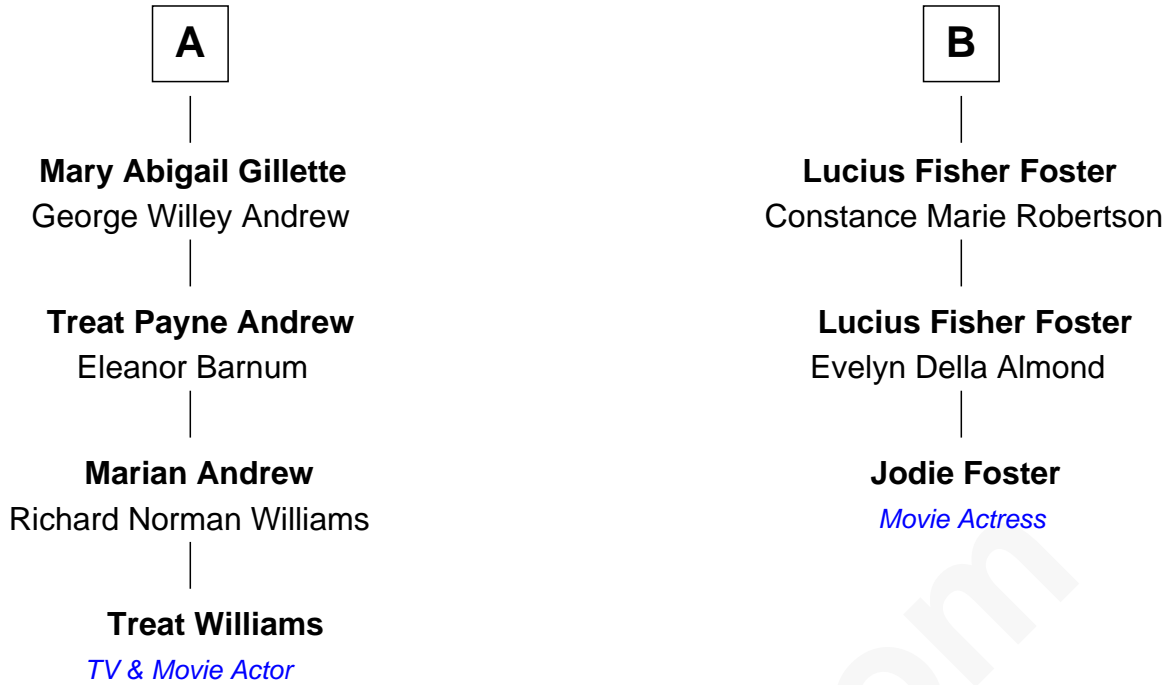 A
Mary Abigail Gillette
George Willey Andrew
Treat Payne Andrew
Eleanor Barnum
Marian Andrew
Richard Norman Williams
Treat Williams
TV & Movie Actor
B
Lucius Fisher Foster
Constance Marie Robertson
Lucius Fisher Foster
Evelyn Della Almond
Jodie Foster
Movie Actress
om